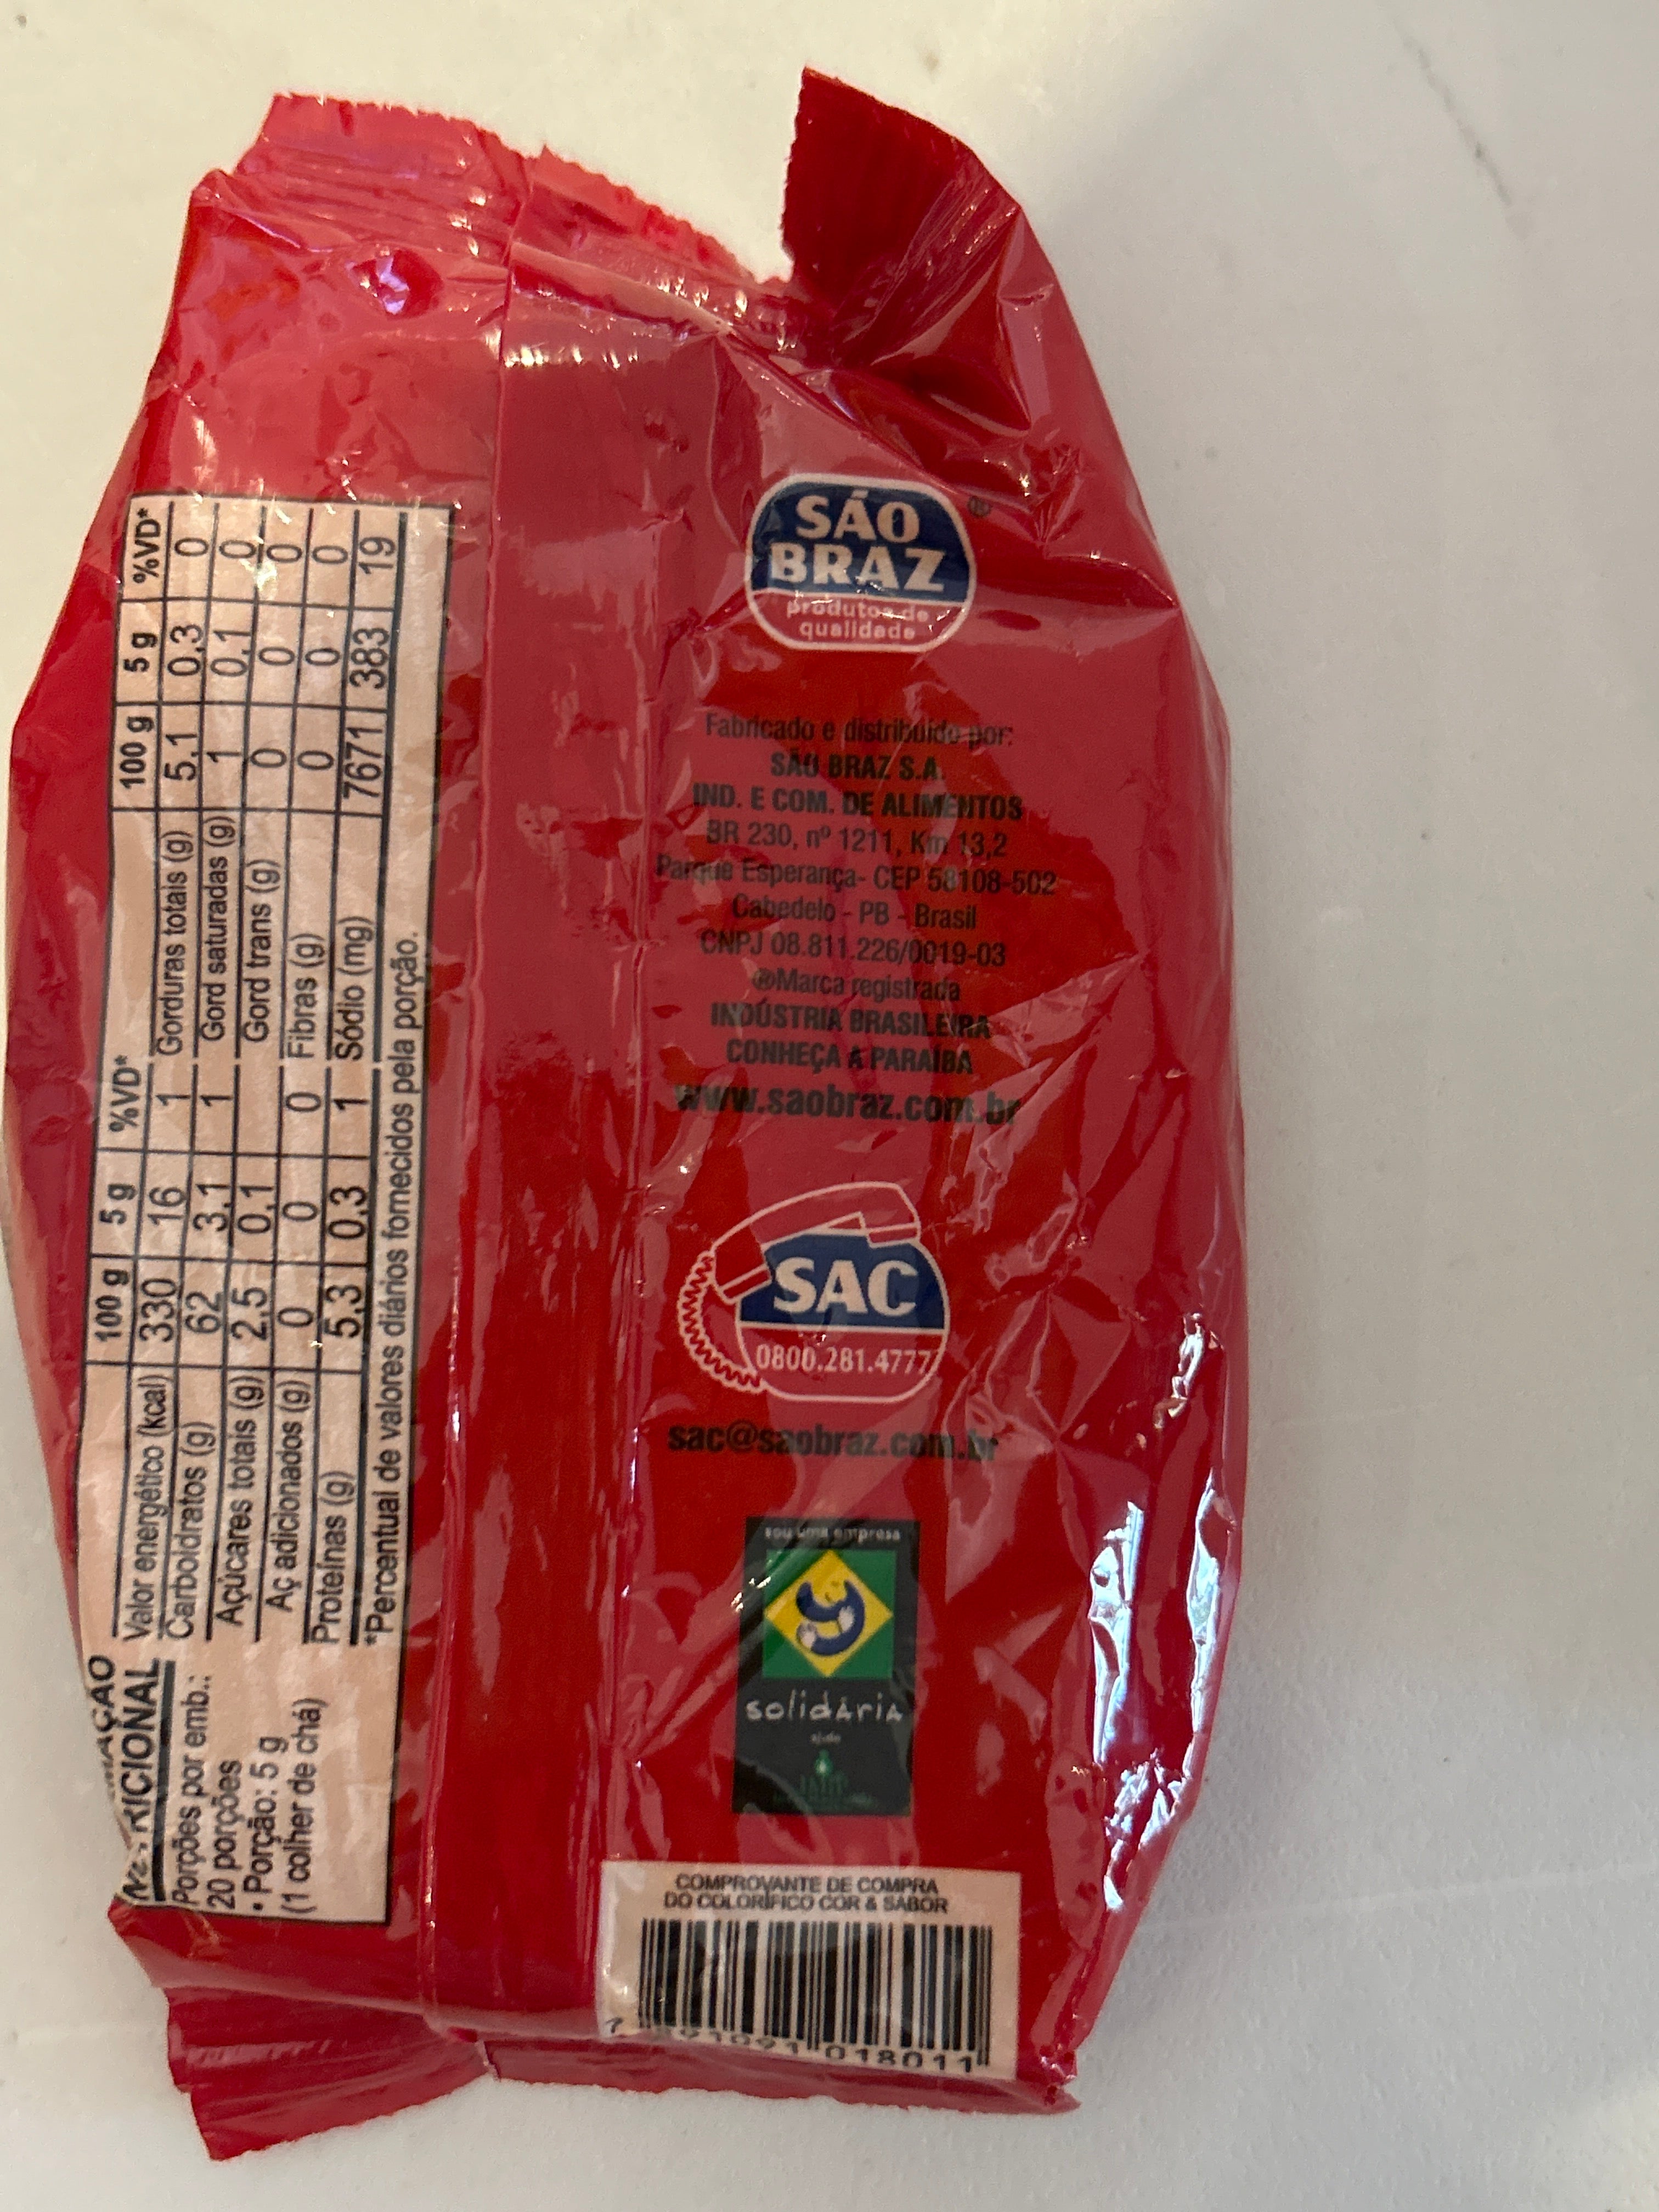 NUTRICIONAL
Porções por emb.:
20 porções
• Porção: 5 g
(1 colher de chá)
100 g 5 g %VD* 100 g 5 g %VD*
Valor energético (kcal) 330 16 1 Gorduras totais (g) 5,1 0,3 0
Carboidratos (g) 62 3,1 1 Gord saturadas (g) 1 0,1 0
Açúcares totais (g) 2,5 0,1 Gord trans (g) 0 0 0
Aç adicionados (g) 0 0 0 Fibras (g) 0 0 0
Proteínas (g) 5,3 0,3 1 Sódio (mg) 7671 383 19
*Percentual de valores diários fornecidos pela porção.
SÃO
BRAZ
®
produtos de
qualidade
Fabricado e distribuído por:
SÃO BRAZ S.A.
IND. E COM. DE ALIMENTOS
BR 230, nº 1211, Km 13,2
Parque Esperança- CEP 58108-502
Cabedelo - PB - Brasil
CNPJ 08.811.226/0019-03
®Marca registrada
INDÚSTRIA BRASILEIRA
CONHEÇA A PARAÍBA
www.saobraz.com.br
SAC
0800.281.4777
sac@saobraz.com.br
sou uma empresa
solidária
COMPROVANTE DE COMPRA
DO COLORÍFICO COR & SABOR
7 891091 018011